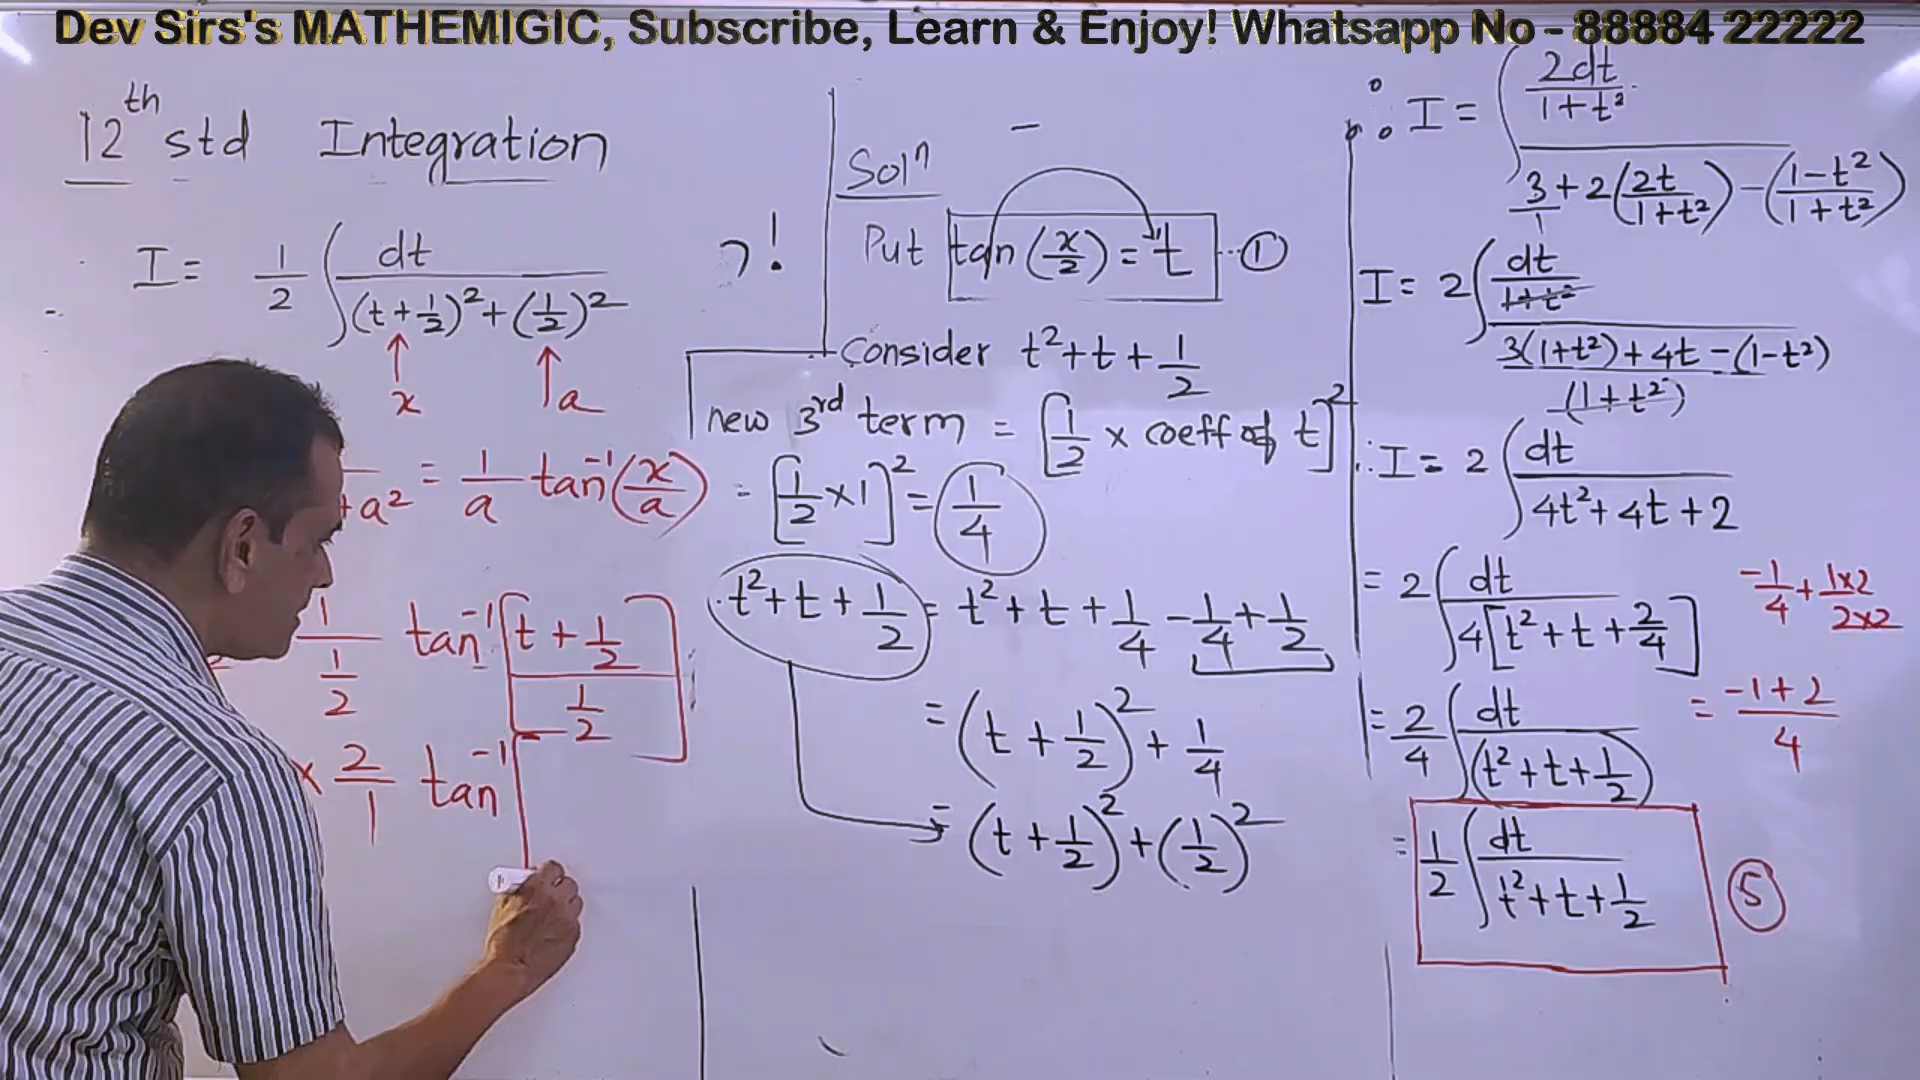 Dev Sirs's MATHEMIGIC, Subscribe, Learn & Enjoy! Whatsapp No - 88884 22222
12th std Integration
I = 1/2 ∫ dt / (t + 1/2)² + (1/2)²
↑ x ↑ a
+a² = 1/a tan⁻¹(x/a)
1 / 1/2 tan⁻¹ [t + 1/2 / 1/2]
x 2/1 tan⁻¹
!
Solⁿ
Put tan(x/2) = t ①
Consider t² + t + 1/2
new 3rd term = [1/2 × coeff of t]²
= [1/2 × 1]² = 1/4
t² + t + 1/2 = t² + t + 1/4 - 1/4 + 1/2
= (t + 1/2)² + 1/4
= (t + 1/2)² + (1/2)²
∴ I = ∫ 2dt/1+t² / 3/1 + 2(2t/1+t²) - (1-t²/1+t²)
I = 2 ∫ dt/1+t² / 3(1+t²) + 4t - (1-t²) / (1+t²)
∴ I = 2 ∫ dt / 4t² + 4t + 2
= 2 ∫ dt / 4[t² + t + 2/4]
= 2/4 ∫ dt / (t² + t + 1/2)
= 1/2 ∫ dt / t² + t + 1/2 ⑤
-1/4 + 1×2/2×2
= -1+2/4